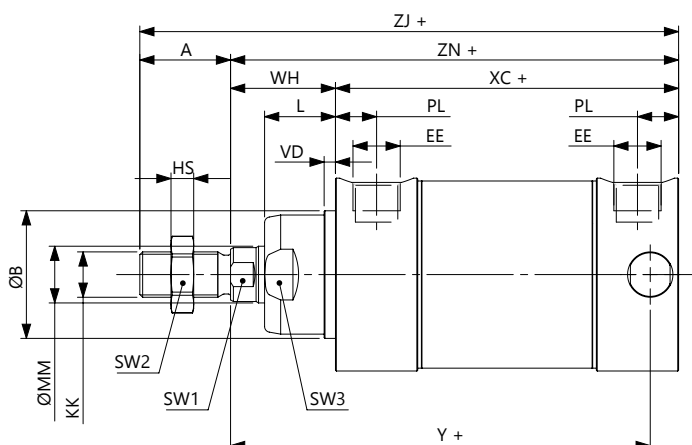 ZJ +
A
ZN +
WH
XC +
L
PL
PL
EE
EE
VD
HS
ØB
ØMM
KK
SW2
SW1
SW3
Y +